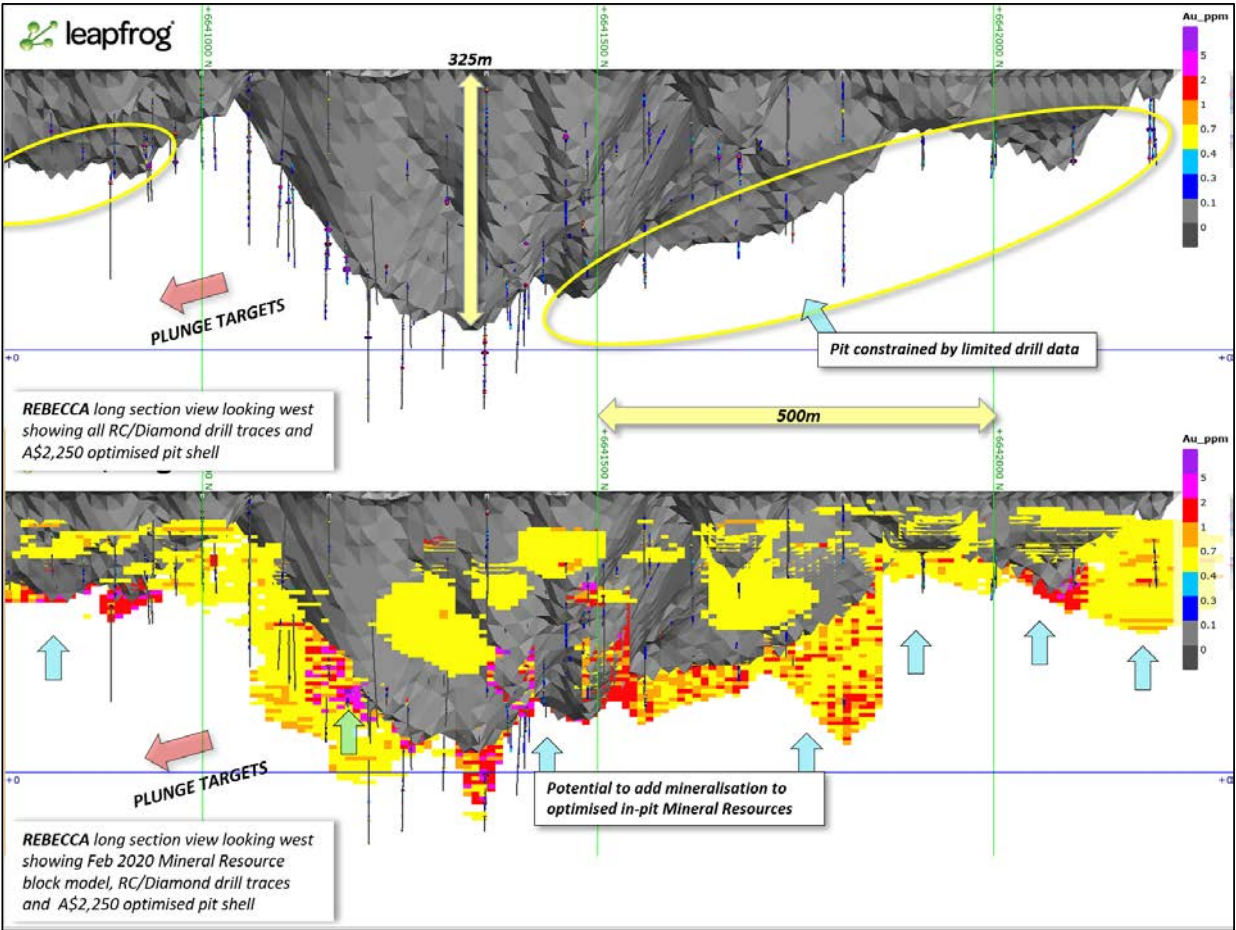 leapfrog
+6641000 N
+6641500 N
+6642000 N
Au_ppm
5
2
1
0.7
0.4
0.3
0.1
0
325m
PLUNGE TARGETS
Pit constrained by limited drill data
+0
REBECCA long section view looking west
showing all RC/Diamond drill traces and
A$2,250 optimised pit shell
500m
+6641500 N
+6642000 N
Au_ppm
5
2
1
0.7
0.4
0.3
0.1
0
+0
PLUNGE TARGETS
Potential to add mineralisation to
optimised in-pit Mineral Resources
REBECCA long section view looking west
showing Feb 2020 Mineral Resource
block model, RC/Diamond drill traces
and A$2,250 optimised pit shell